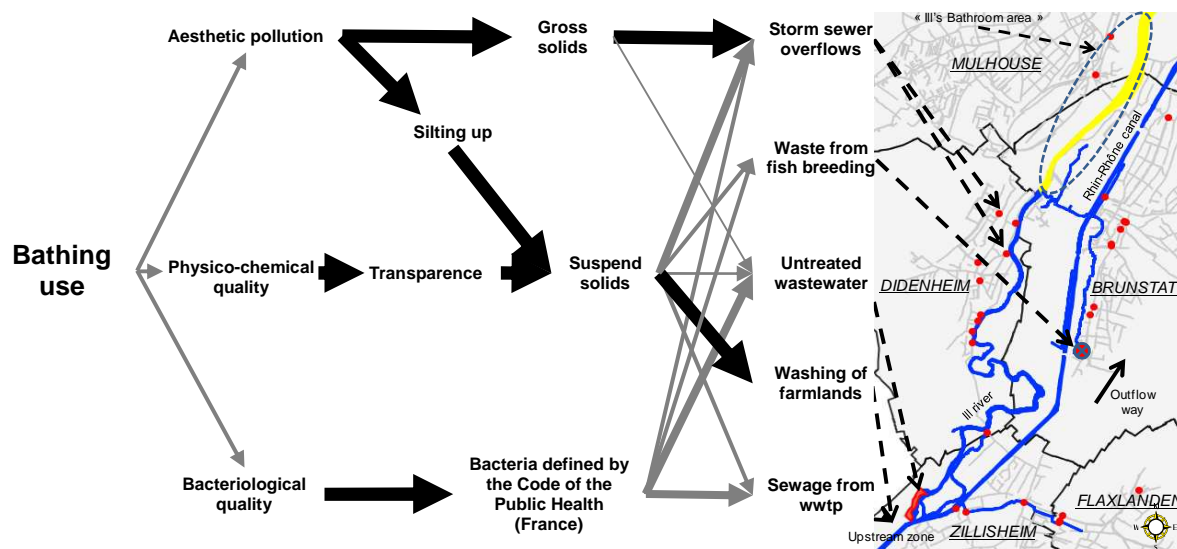 Bathing
use
Aesthetic pollution
Silting up
Physico-chemical
quality
Transparence
Bacteriological
quality
Gross
solids
Suspend
solids
Bacteria defined by
the Code of the
Public Health
(France)
Storm sewer
overflows
Waste from
fish breeding
Untreated
wastewater
Washing of
farmlands
Sewage from
wwtp
« Ill's Bathroom area »
MULHOUSE
Rhin-Rhône canal
DIDENHEIM
BRUNSTAT
Outflow
way
Ill river
FLAXLANDEN
Upstream zone
ZILLISHEIM
N
W
E
S